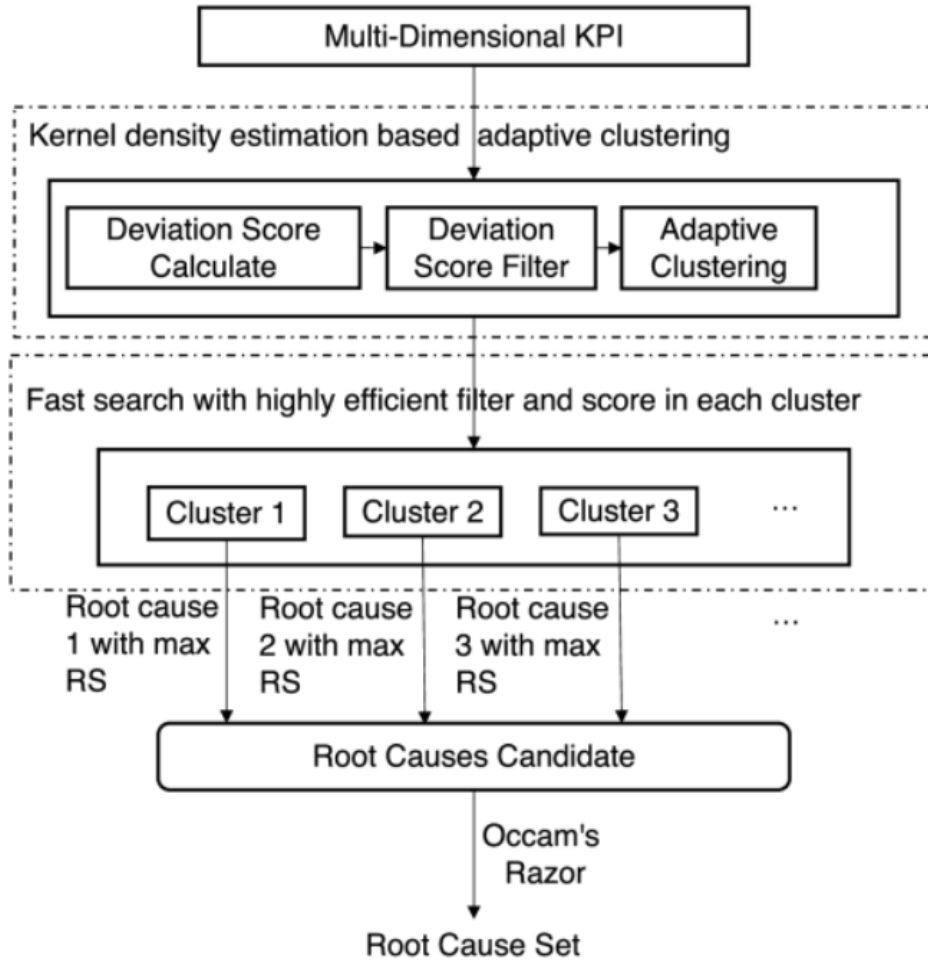 Multi-Dimensional KPI
Kernel density estimation based adaptive clustering
Deviation Score
Calculate
Deviation
Score Filter
Adaptive
Clustering
Fast search with highly efficient filter and score in each cluster
Cluster 1
Cluster 2
Cluster 3
...
Root cause
1 with max
RS
Root cause
2 with max
RS
Root cause
3 with max
RS
...
Root Causes Candidate
Occam's
Razor
Root Cause Set